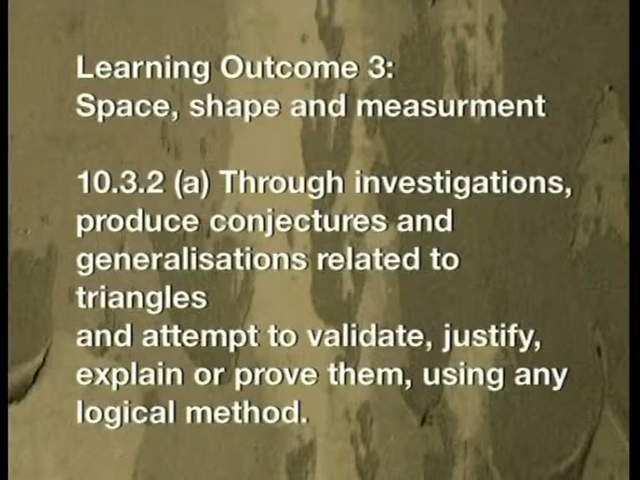 Learning Outcome 3:
Space, shape and measurment
10.3.2 (a) Through investigations,
produce conjectures and
generalisations related to
triangles
and attempt to validate, justify,
explain or prove them, using any
logical method.